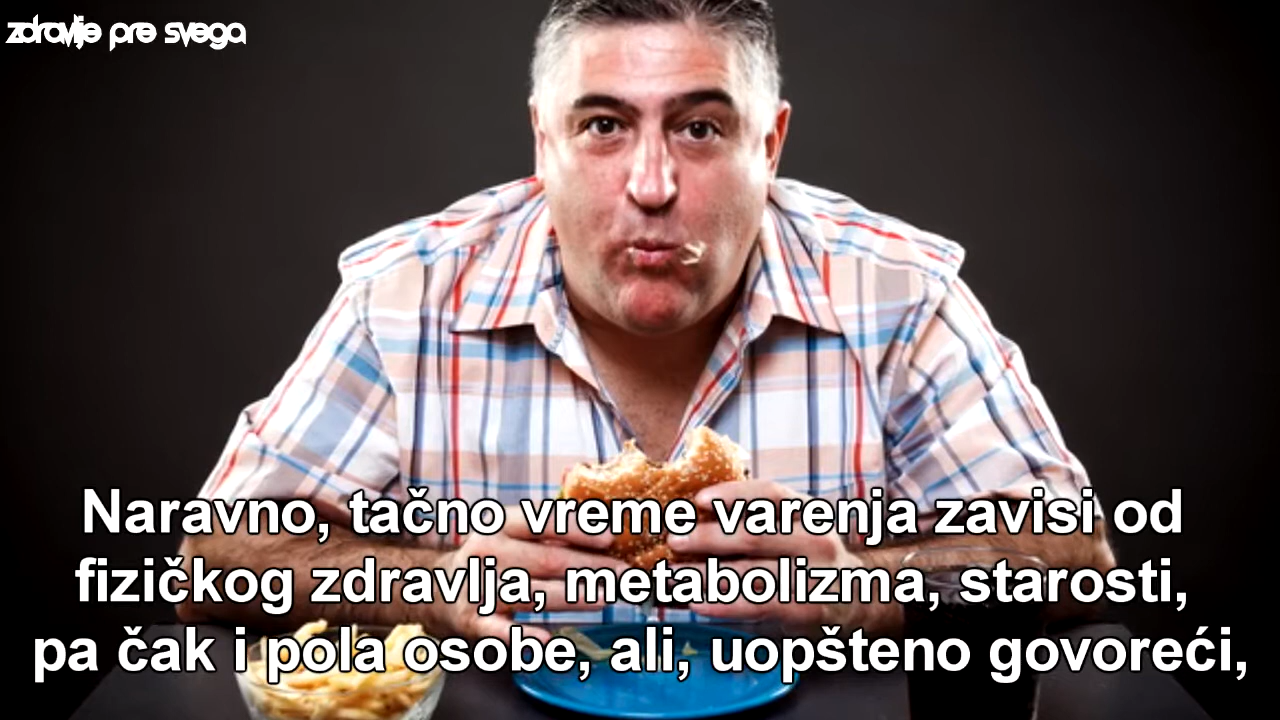 zdravlje pre svega
Naravno, tačno vreme varenja zavisi od
fizičkog zdravlja, metabolizma, starosti,
pa čak i pola osobe, ali, uopšteno govoreći,